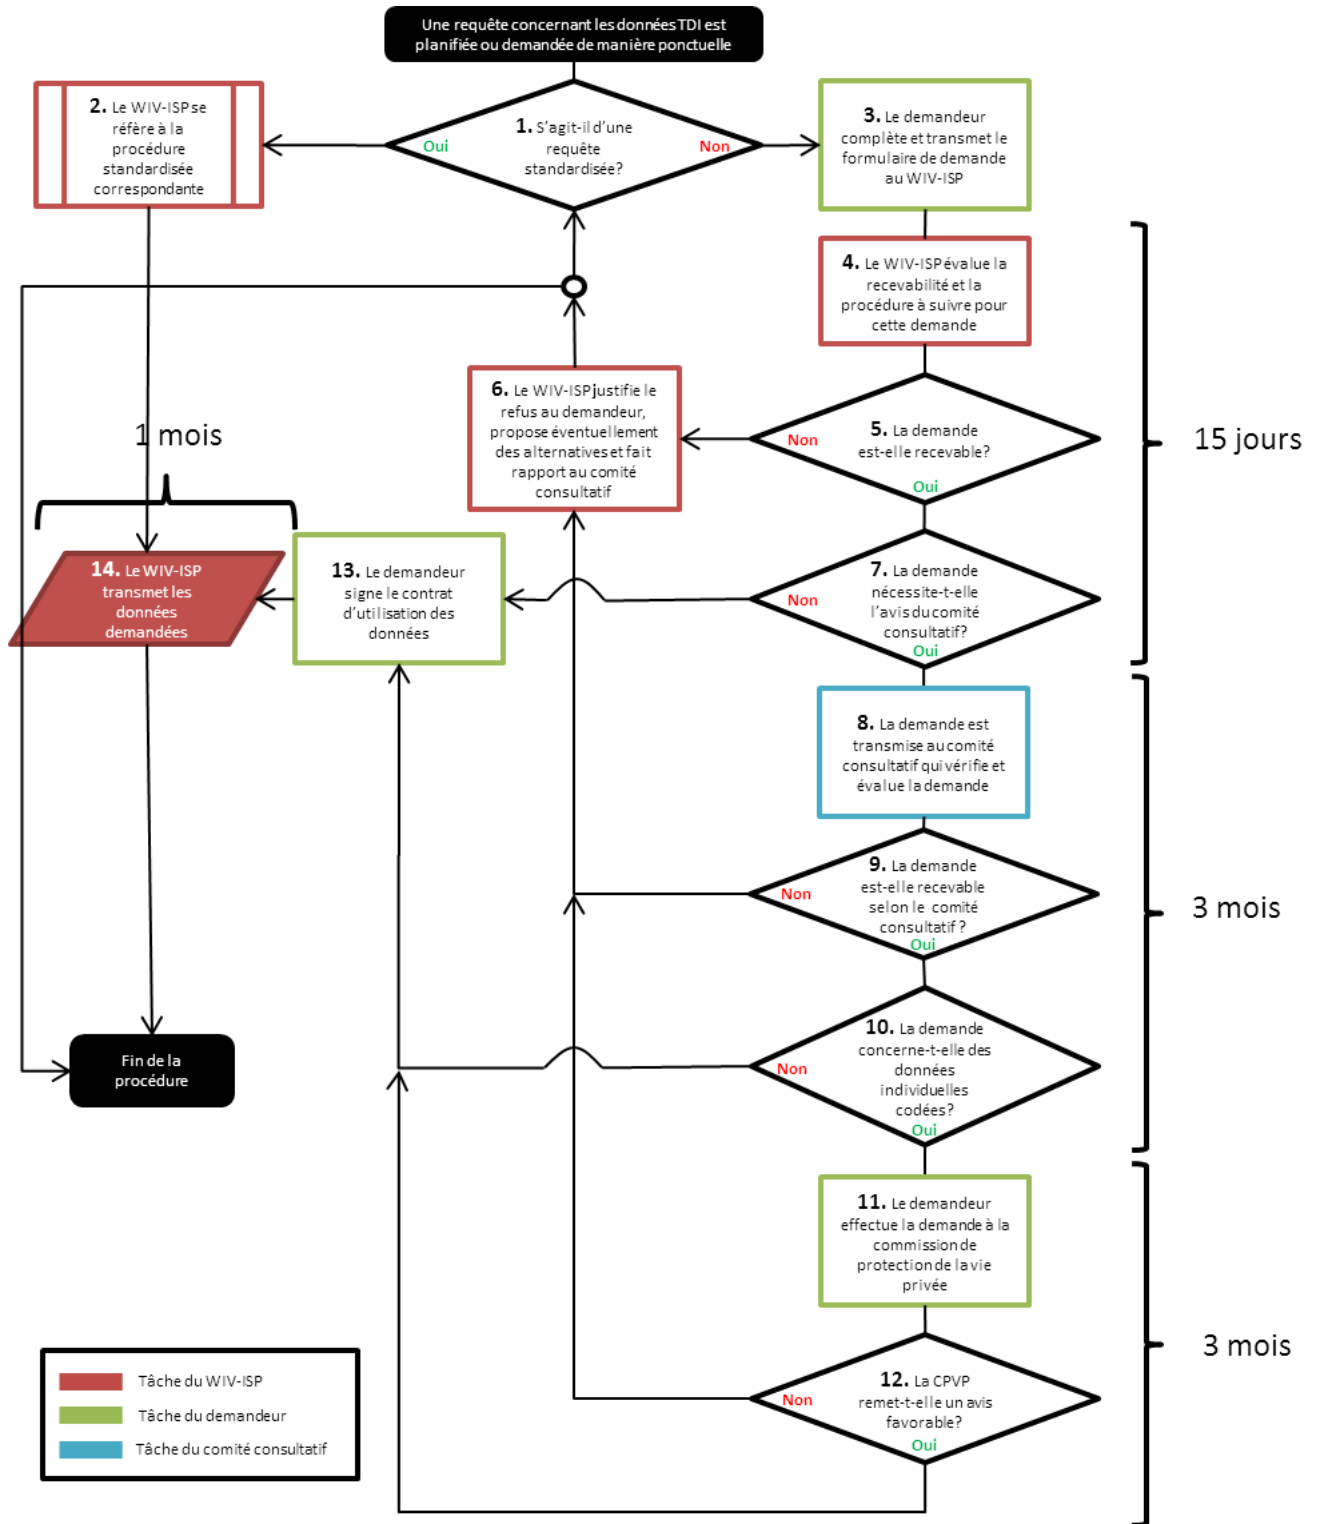 Une requête concernant les données TDI est
planifiée ou demandée de manière ponctuelle
1. S'agit-il d'une
requête
standardisée?
Oui
Non
2. Le WIV-ISP se
réfère à la
procédure
standardisée
correspondante
3. Le demandeur
complète et transmet le
formulaire de demande
au WIV-ISP
4. Le WIV-ISP évalue la
recevabilité et la
procédure à suivre pour
cette demande
5. La demande
est-elle recevable?
Non
Oui
15 jours
6. Le WIV-ISP justifie le
refus au demandeur,
propose éventuellement
des alternatives et fait
rapport au comité
consultatif
1 mois
7. La demande
nécessite-t-elle
l'avis du comité
consultatif?
Non
Oui
13. Le demandeur
signe le contrat
d'utilisation des
données
14. Le WIV-ISP
transmet les
données
demandées
8. La demande est
transmise au comité
consultatif qui vérifie et
évalue la demande
9. La demande
est-elle recevable
selon le comité
consultatif ?
Non
Oui
3 mois
10. La demande
concerne-t-elle des
données
individuelles
codées?
Non
Oui
Fin de la
procédure
11. Le demandeur
effectue la demande à la
commission de
protection de la vie
privée
12. La CPVP
remet-t-elle un avis
favorable?
Non
Oui
3 mois
Tâche du WIV-ISP
Tâche du demandeur
Tâche du comité consultatif